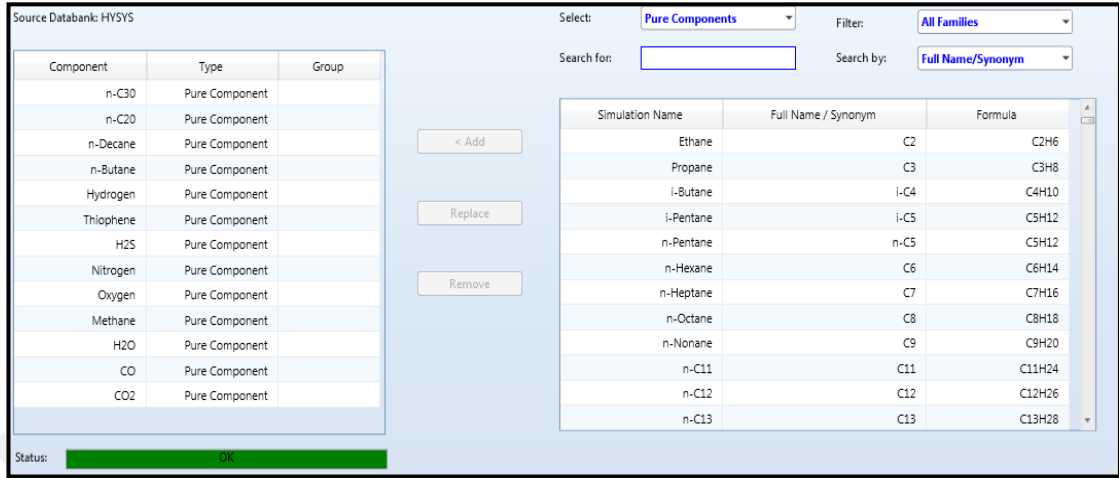 Source Databank: HYSYS
Select: Pure Components Filter: All Families
Search for: Search by: Full Name/Synonym
Component Type Group
n-C30 Pure Component
n-C20 Pure Component
n-Decane Pure Component
n-Butane Pure Component
Hydrogen Pure Component
Thiophene Pure Component
H2S Pure Component
Nitrogen Pure Component
Oxygen Pure Component
Methane Pure Component
H2O Pure Component
CO Pure Component
CO2 Pure Component
< Add
Replace
Remove
Simulation Name Full Name / Synonym Formula
Ethane C2 C2H6
Propane C3 C3H8
i-Butane i-C4 C4H10
i-Pentane i-C5 C5H12
n-Pentane n-C5 C5H12
n-Hexane C6 C6H14
n-Heptane C7 C7H16
n-Octane C8 C8H18
n-Nonane C9 C9H20
n-C11 C11 C11H24
n-C12 C12 C12H26
n-C13 C13 C13H28
Status: OK